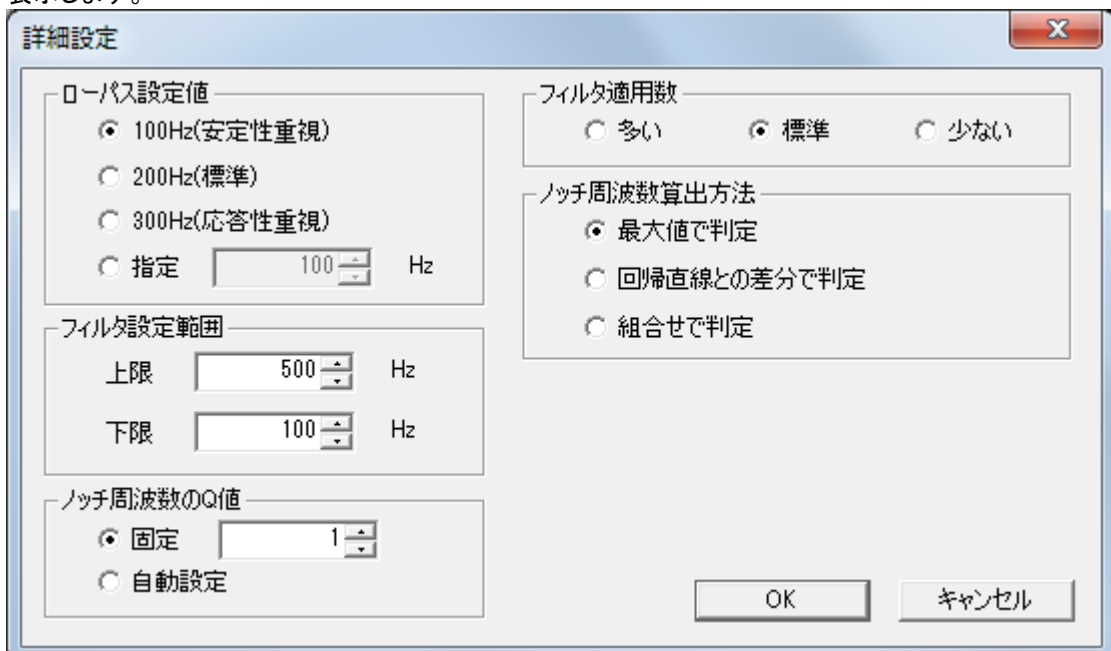 表示します。
詳細設定
ローパス設定値
100Hz(安定性重視)
200Hz(標準)
300Hz(応答性重視)
指定 100 Hz
フィルタ設定範囲
上限 500 Hz
下限 100 Hz
ノッチ周波数のQ値
固定 1
自動設定
フィルタ適用数
多い 標準 少ない
ノッチ周波数算出方法
最大値で判定
回帰直線との差分で判定
組合せで判定
OK キャンセル